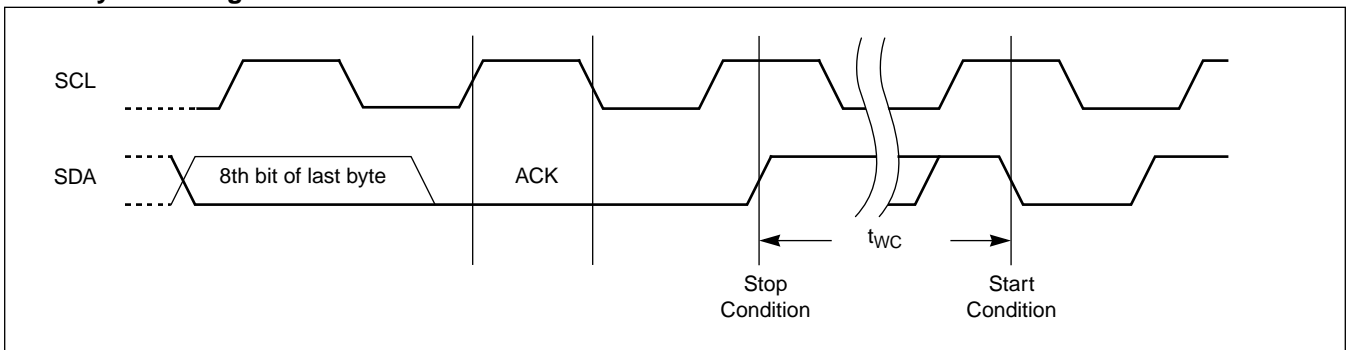 SCL
SDA
8th bit of last byte
ACK
tWC
Stop
Condition
Start
Condition